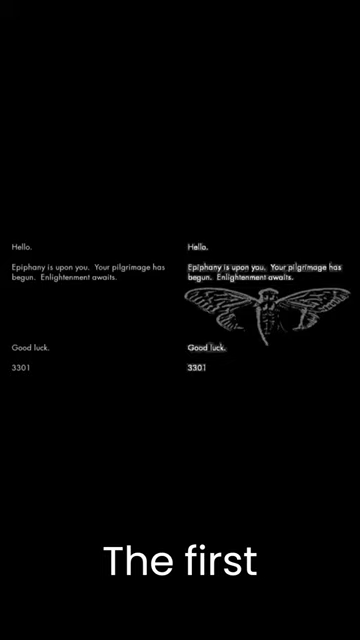 Hello.
Epiphany is upon you.  Your pilgrimage has
begun.  Enlightenment awaits.
Good luck.
3301
Hello.
Epiphany is upon you.  Your pilgrimage has
begun.  Enlightenment awaits.
Good luck.
3301
The first